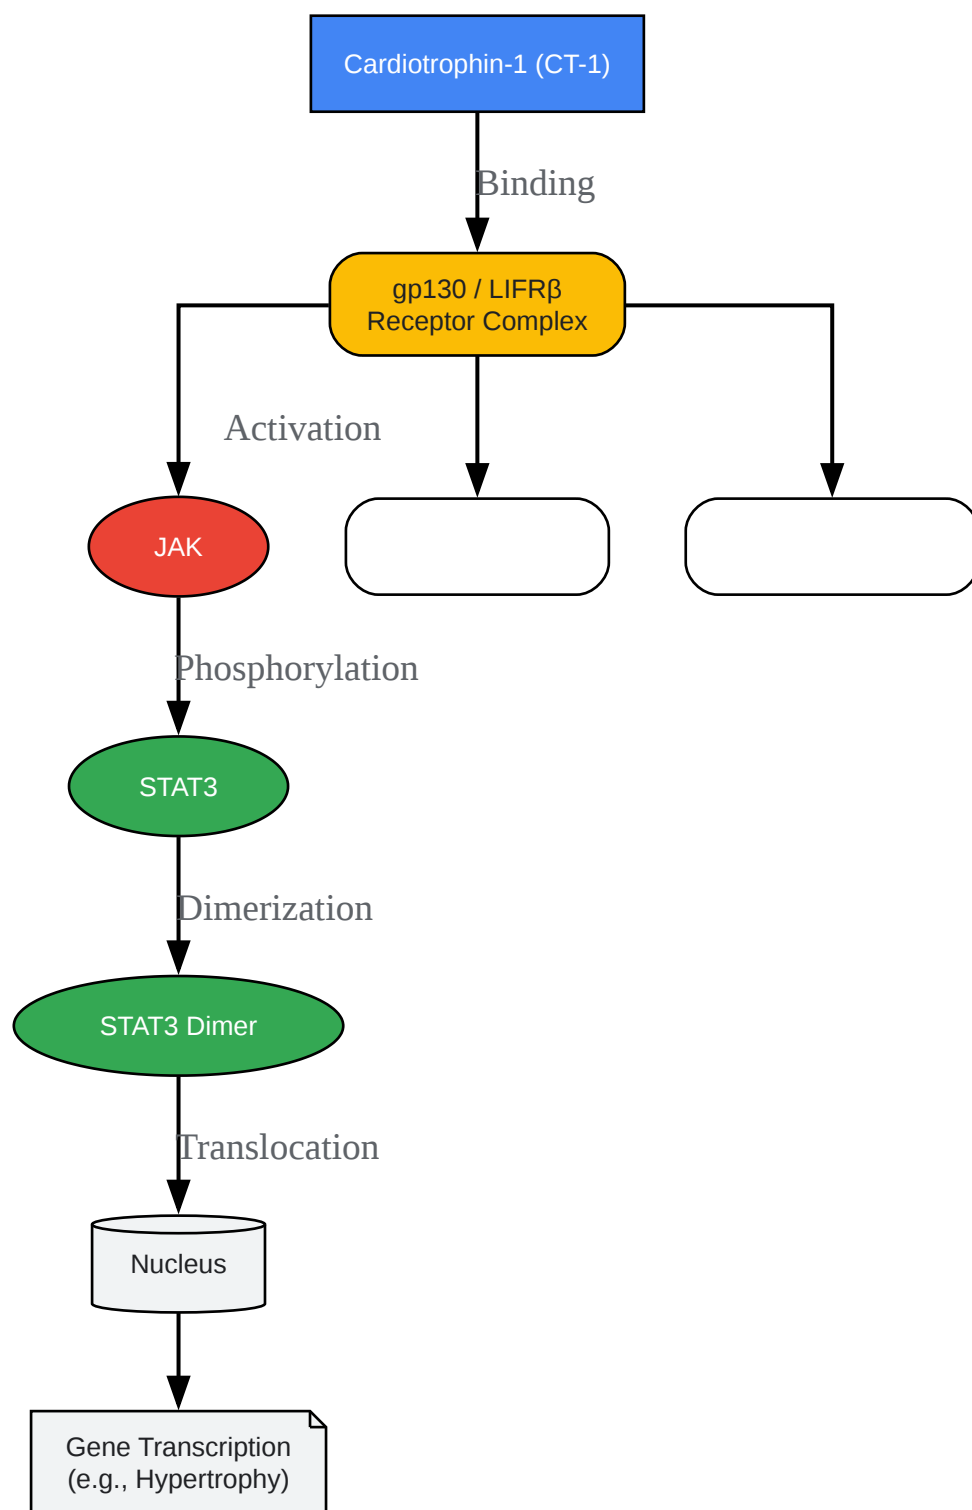 Cardiotrophin-1 (CT-1)
Binding
gp130 / LIFRβ
Receptor Complex
Activation
JAK
Phosphorylation
STAT3
Dimerization
STAT3 Dimer
Translocation
Nucleus
Gene Transcription
(e.g., Hypertrophy)